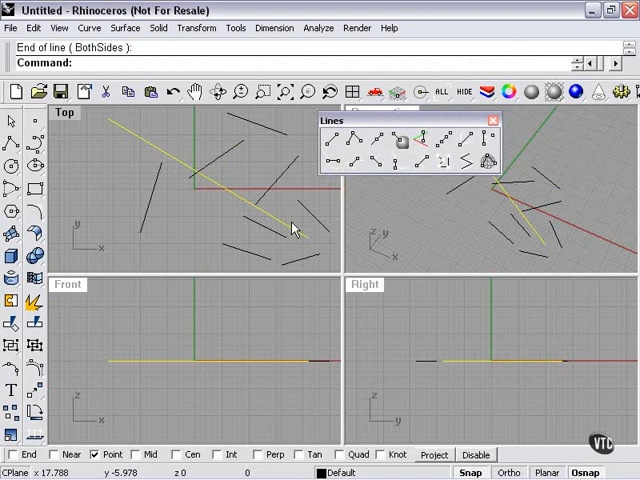 Untitled - Rhinoceros (Not For Resale)
File Edit View Curve Surface Solid Transform Tools Dimension Analyze Render Help
End of line ( BothSides ):
Command:
ALL
Top
Lines
y
x
z
y
x
Front
Right
z
x
z
y
T
VTC
End Near Point Mid Cen Int Perp Tan Quad Knot Project Disable
CPlane x 17.788 y -5.978 z 0 0 Default Snap Ortho Planar Osnap